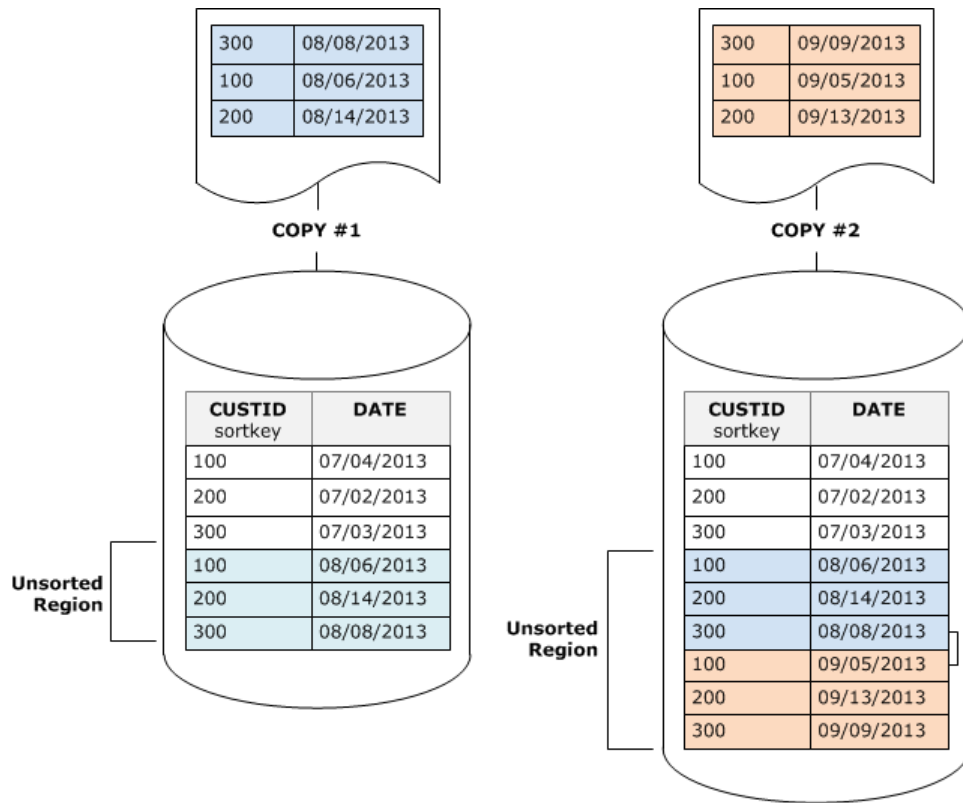 300 08/08/2013
100 08/06/2013
200 08/14/2013
COPY #1
CUSTID DATE
sortkey
100 07/04/2013
200 07/02/2013
300 07/03/2013
100 08/06/2013
200 08/14/2013
300 08/08/2013
Unsorted
Region
300 09/09/2013
100 09/05/2013
200 09/13/2013
COPY #2
CUSTID DATE
sortkey
100 07/04/2013
200 07/02/2013
300 07/03/2013
100 08/06/2013
200 08/14/2013
300 08/08/2013
100 09/05/2013
200 09/13/2013
300 09/09/2013
Unsorted
Region